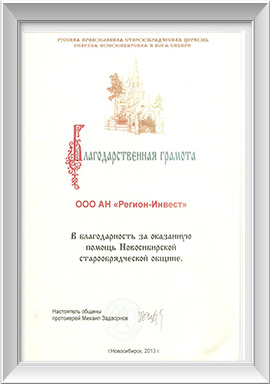 РУССКАЯ ПРАВОСЛАВНАЯ СТАРООБРЯДЧЕСКАЯ ЦЕРКОВЬ
ЕПАРХИЯ НОВОСИБИРСКАЯ И ВСЕЯ СИБИРИ
Благодарственная грамота
ООО АН «Регион-Инвест»
В благодарность за оказанную
помощь Новосибирской
старообрядческой общине.
Настоятель общины
протоиерей Михаил Задворнов
г.Новосибирск, 2013 г.